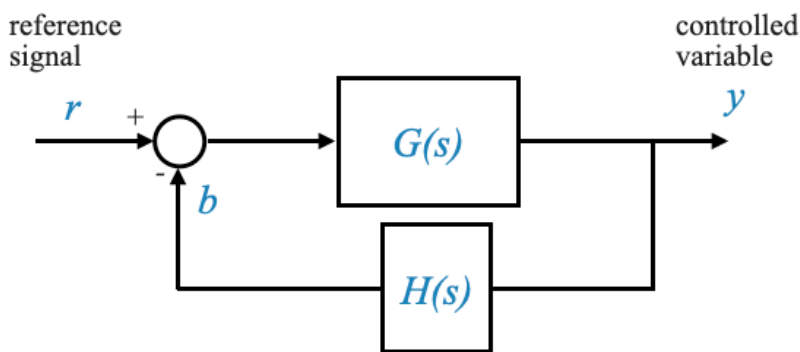 reference
signal
controlled
variable
r
+
y
G(s)
-
b
H(s)